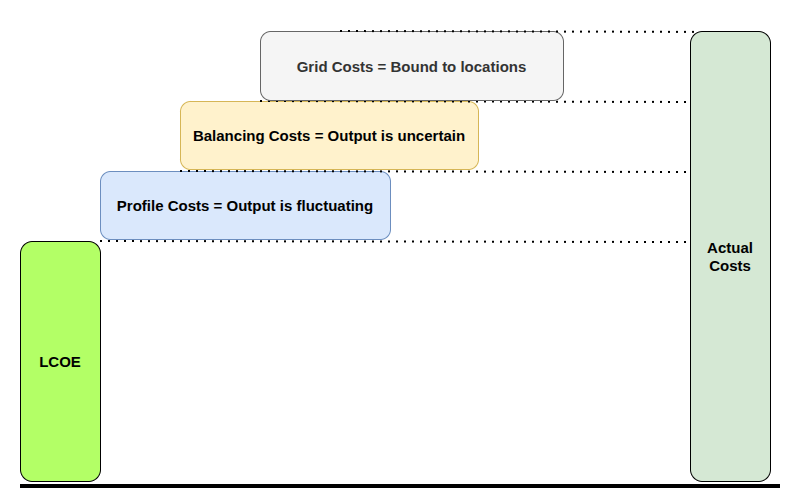 Grid Costs = Bound to locations
Balancing Costs = Output is uncertain
Profile Costs = Output is fluctuating
Actual
Costs
LCOE